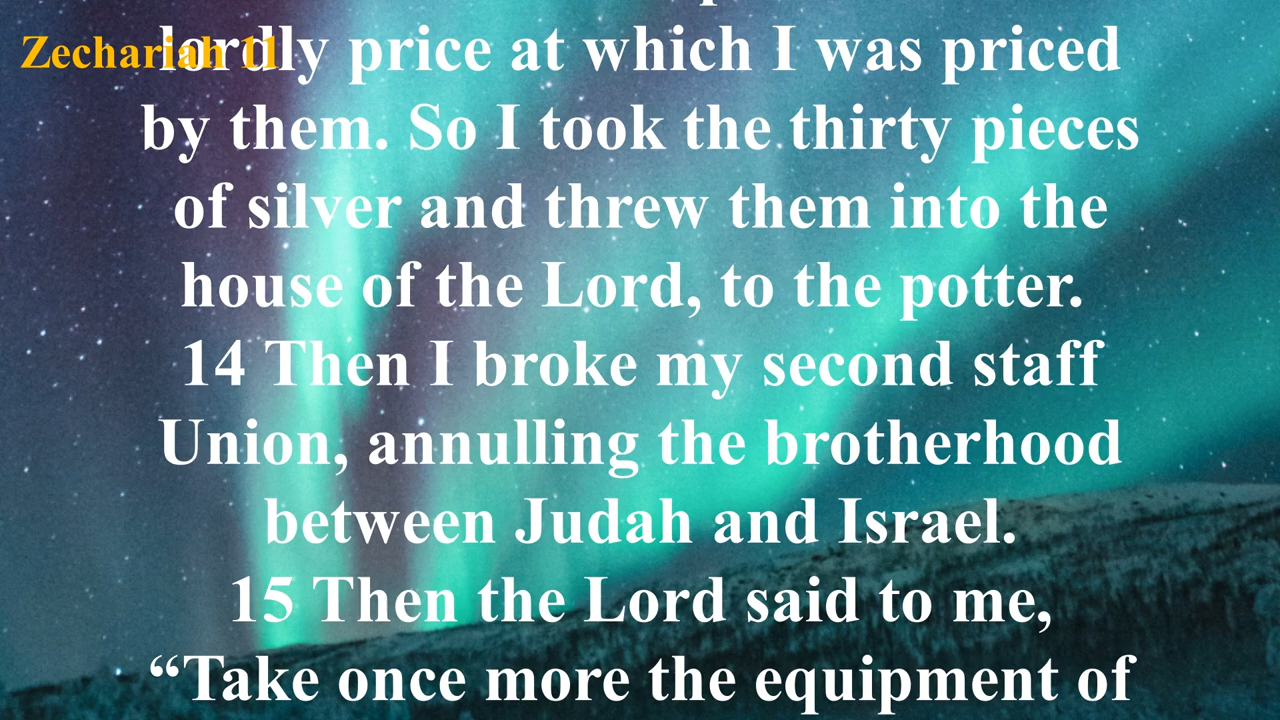 Zechariah 11
lordly price at which I was priced
by them. So I took the thirty pieces
of silver and threw them into the
house of the Lord, to the potter.
14 Then I broke my second staff
Union, annulling the brotherhood
between Judah and Israel.
15 Then the Lord said to me,
“Take once more the equipment of